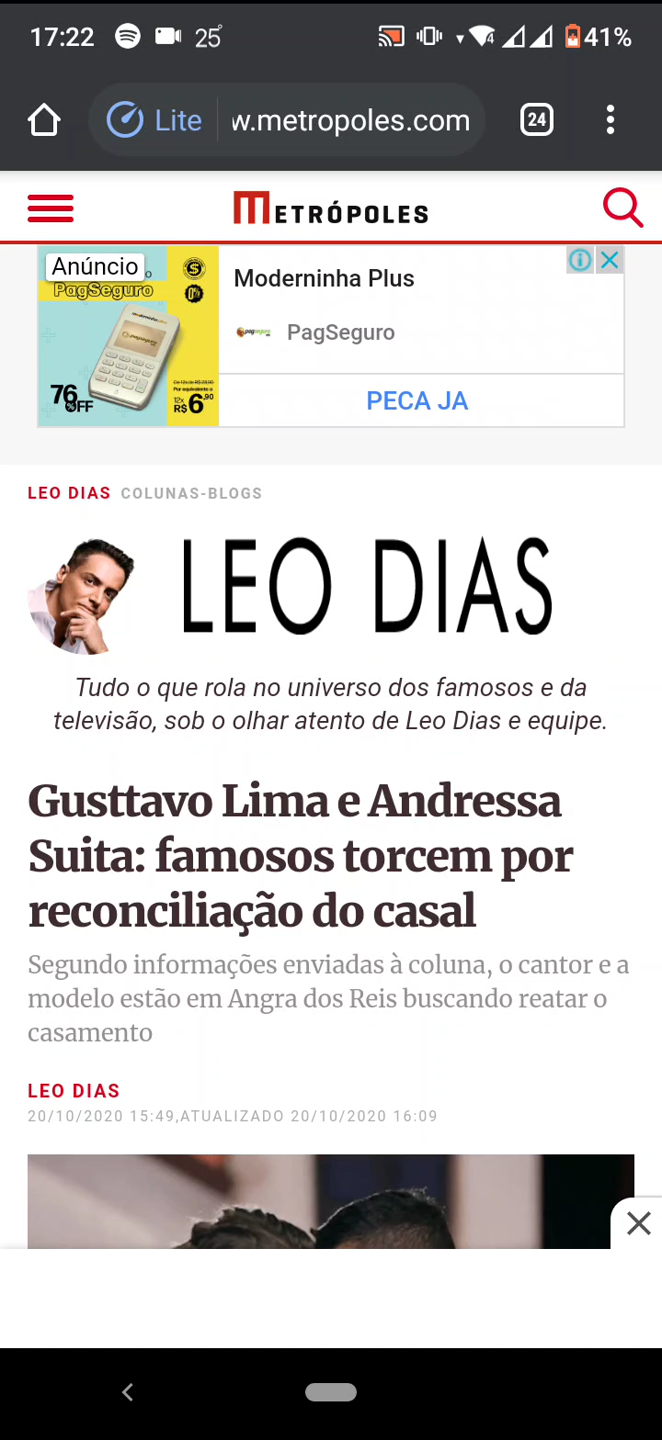 17:22 25° 4 41%
Lite w.metropoles.com 24
METRÓPOLES
Anúncio
PagSeguro
76% OFF
12x
R$6,90
Moderninha Plus
pagseguro PagSeguro
PECA JA
LEO DIAS COLUNAS-BLOGS
LEO DIAS
Tudo o que rola no universo dos famosos e da
televisão, sob o olhar atento de Leo Dias e equipe.
Gusttavo Lima e Andressa
Suita: famosos torcem por
reconciliação do casal
Segundo informações enviadas à coluna, o cantor e a
modelo estão em Angra dos Reis buscando reatar o
casamento
LEO DIAS
20/10/2020 15:49,ATUALIZADO 20/10/2020 16:09